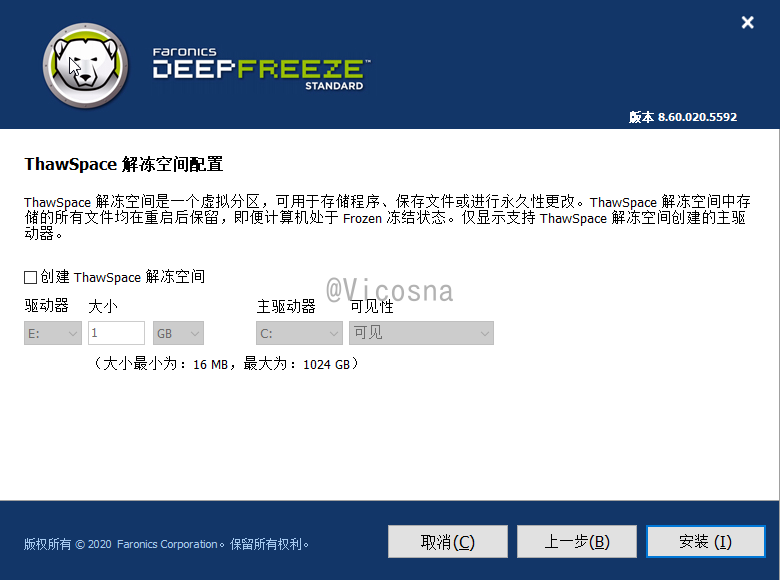 Faronics
DEEPFREEZE™
STANDARD
版本 8.60.020.5592
ThawSpace 解冻空间配置
ThawSpace 解冻空间是一个虚拟分区，可用于存储程序、保存文件或进行永久性更改。ThawSpace 解冻空间中存
储的所有文件均在重启后保留，即便计算机处于 Frozen 冻结状态。仅显示支持 ThawSpace 解冻空间创建的主驱
动器。
创建 ThawSpace 解冻空间
@Vicosna
驱动器 大小 主驱动器 可见性
E: 1 GB C: 可见
（大小最小为：16 MB，最大为：1024 GB）
版权所有 © 2020 Faronics Corporation。保留所有权利。
取消(C) 上一步(B) 安装 (I)